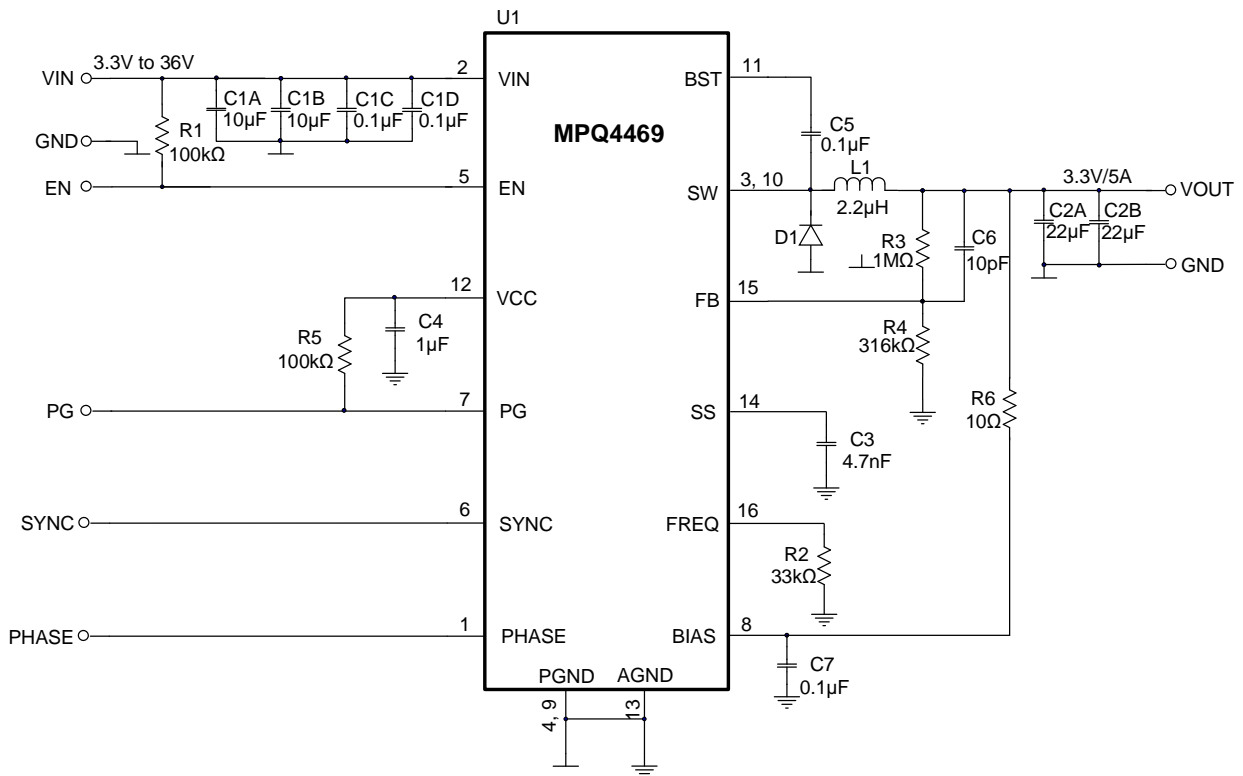 U1
MPQ4469
3.3V to 36V
VIN
2
VIN
C1A
10µF
C1B
10µF
C1C
0.1µF
C1D
0.1µF
GND
R1
100kΩ
EN
5
EN
12
VCC
R5
100kΩ
C4
1µF
PG
7
PG
SYNC
6
SYNC
PHASE
1
PHASE
PGND
4, 9
AGND
13
BST
11
C5
0.1µF
SW
3, 10
L1
2.2µH
3.3V/5A
VOUT
D1
R3
1MΩ
C6
10pF
C2A
22µF
C2B
22µF
GND
FB
15
R4
316kΩ
R6
10Ω
SS
14
C3
4.7nF
FREQ
16
R2
33kΩ
BIAS
8
C7
0.1µF